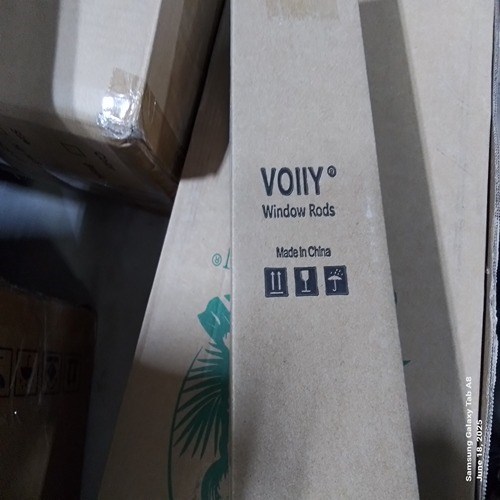 VOIIY®
Window Rods
Made In China
Samsung Galaxy Tab A8
June 18, 2025